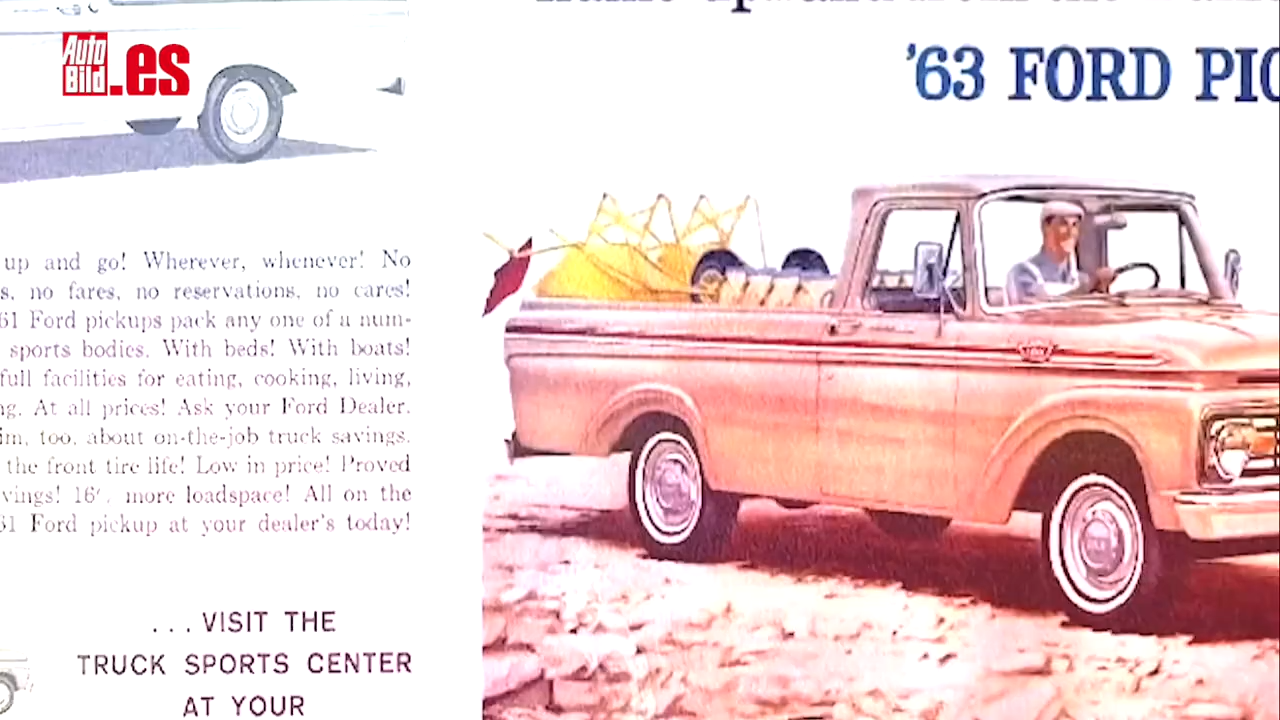 Auto
Bild.es
'63 FORD PIC
up and go! Wherever, whenever! No
s, no fares, no reservations, no cares!
61 Ford pickups pack any one of a num-
sports bodies. With beds! With boats!
full facilities for eating, cooking, living,
ng. At all prices! Ask your Ford Dealer.
im, too, about on-the-job truck savings.
the front tire life! Low in price! Proved
vings! 16% more loadspace! All on the
61 Ford pickup at your dealer's today!
...VISIT THE
TRUCK SPORTS CENTER
AT YOUR